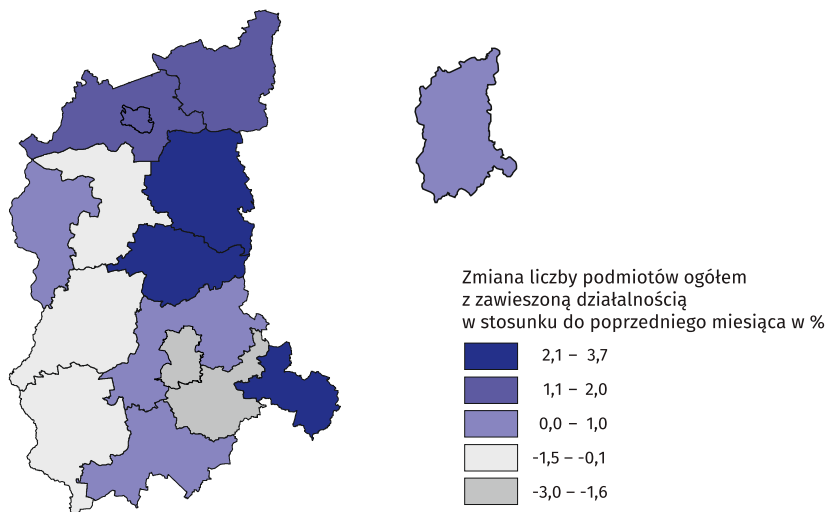 Zmiana liczby podmiotów ogółem
z zawieszoną działalnością
w stosunku do poprzedniego miesiąca w %
2,1 – 3,7
1,1 – 2,0
0,0 – 1,0
-1,5 – -0,1
-3,0 – -1,6